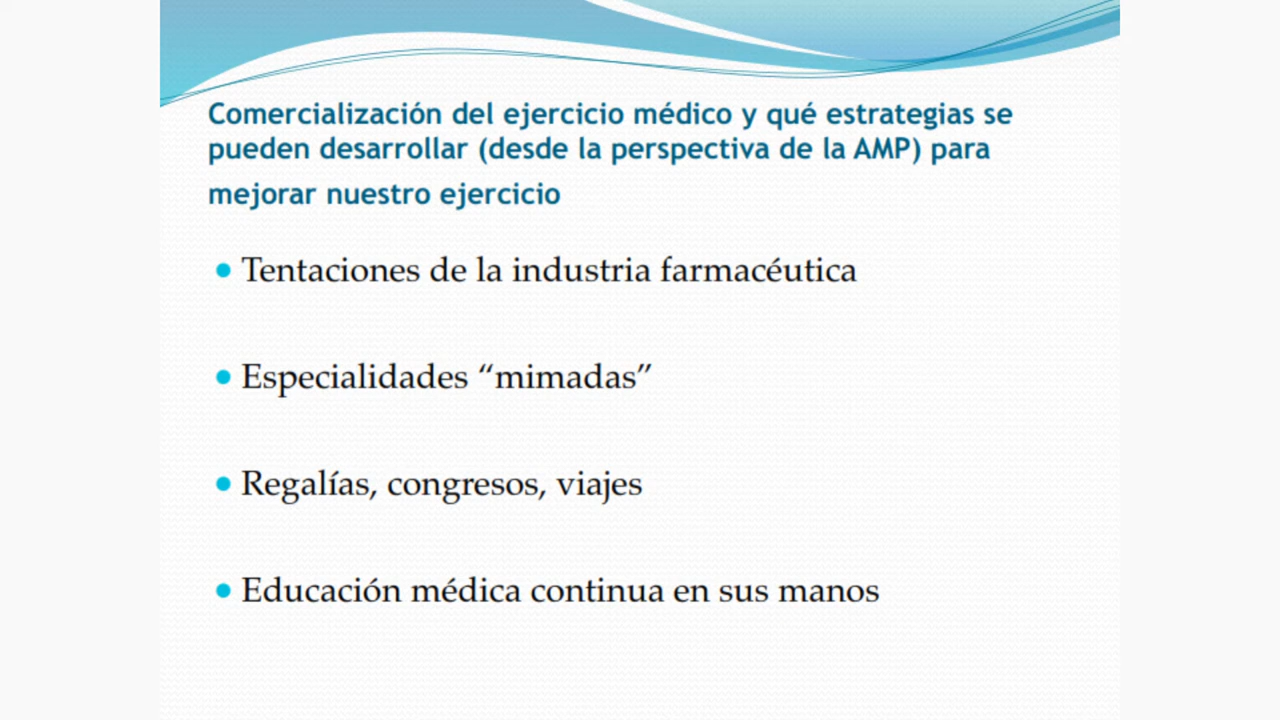 Comercialización del ejercicio médico y qué estrategias se
pueden desarrollar (desde la perspectiva de la AMP) para
mejorar nuestro ejercicio
• Tentaciones de la industria farmacéutica
• Especialidades “mimadas”
• Regalías, congresos, viajes
• Educación médica continua en sus manos